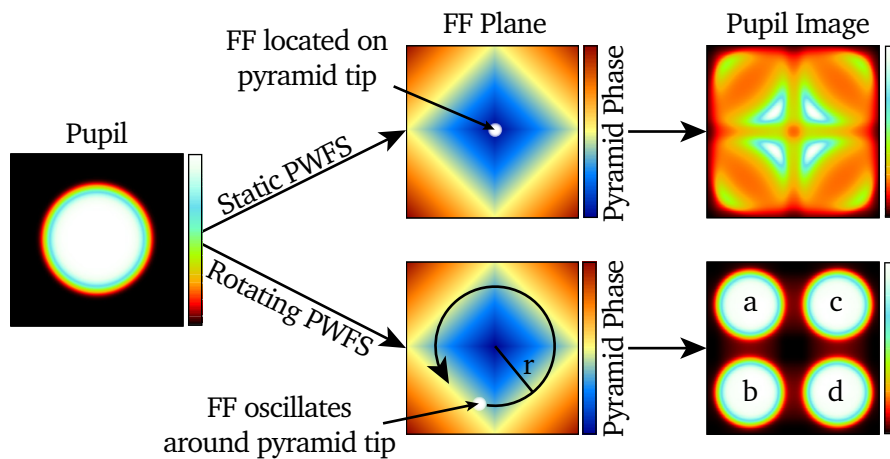 FF located on
pyramid tip
FF Plane
Pupil Image
Pyramid Phase
Pupil
Static PWFS
Rotating PWFS
Pyramid Phase
r
a
c
b
d
FF oscillates
around pyramid tip